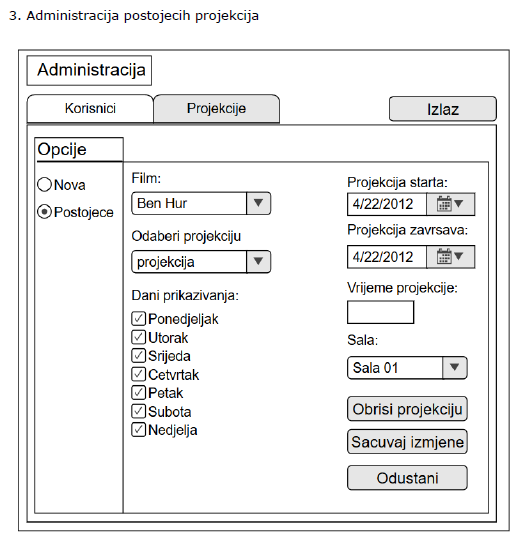 3. Administracija postojecih projekcija
Administracija
Korisnici
Projekcije
Izlaz
Opcije
Nova
Postojece
Film:
Ben Hur
Odaberi projekciju
projekcija
Dani prikazivanja:
Ponedjeljak
Utorak
Srijeda
Cetvrtak
Petak
Subota
Nedjelja
Projekcija starta:
4/22/2012
Projekcija zavrsava:
4/22/2012
Vrijeme projekcije:
Sala:
Sala 01
Obrisi projekciju
Sacuvaj izmjene
Odustani